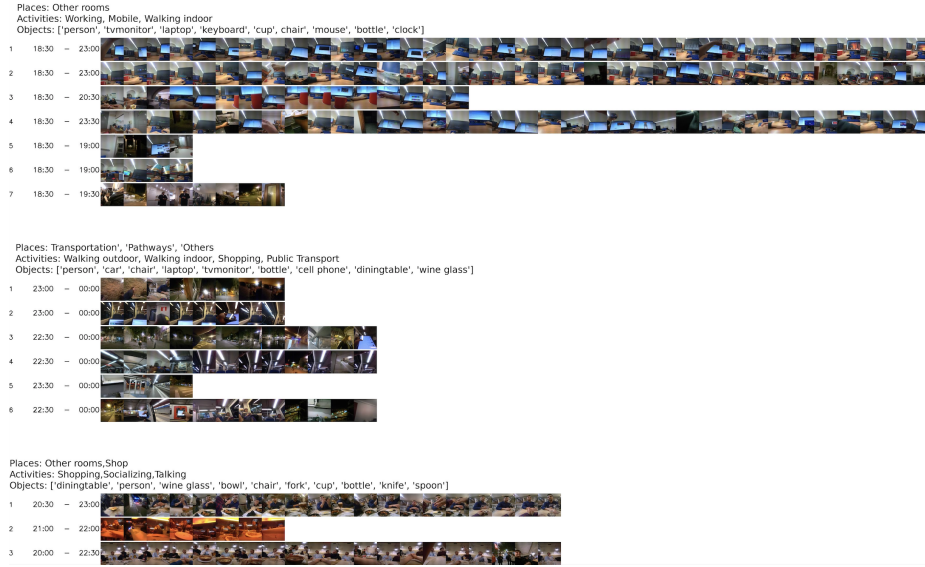 Places: Other rooms
Activities: Working, Mobile, Walking indoor
Objects: ['person', 'tvmonitor', 'laptop', 'keyboard', 'cup', chair', 'mouse', 'bottle', 'clock']
1 18:30 – 23:00
2 18:30 – 23:00
3 18:30 – 20:30
4 18:30 – 23:30
5 18:30 – 19:00
6 18:30 – 19:00
7 18:30 – 19:30
Places: Transportation', 'Pathways', 'Others
Activities: Walking outdoor, Walking indoor, Shopping, Public Transport
Objects: ['person', 'car', 'chair', 'laptop', 'tvmonitor', 'bottle', 'cell phone', 'diningtable', 'wine glass']
1 23:00 – 00:00
2 23:00 – 00:00
3 22:30 – 00:00
4 22:30 – 00:00
5 23:30 – 00:00
6 22:30 – 00:00
Places: Other rooms,Shop
Activities: Shopping,Socializing,Talking
Objects: ['diningtable', 'person', 'wine glass', 'bowl', 'chair', 'fork', 'cup', 'bottle', 'knife', 'spoon']
1 20:30 – 23:00
2 21:00 – 22:00
3 20:00 – 22:30